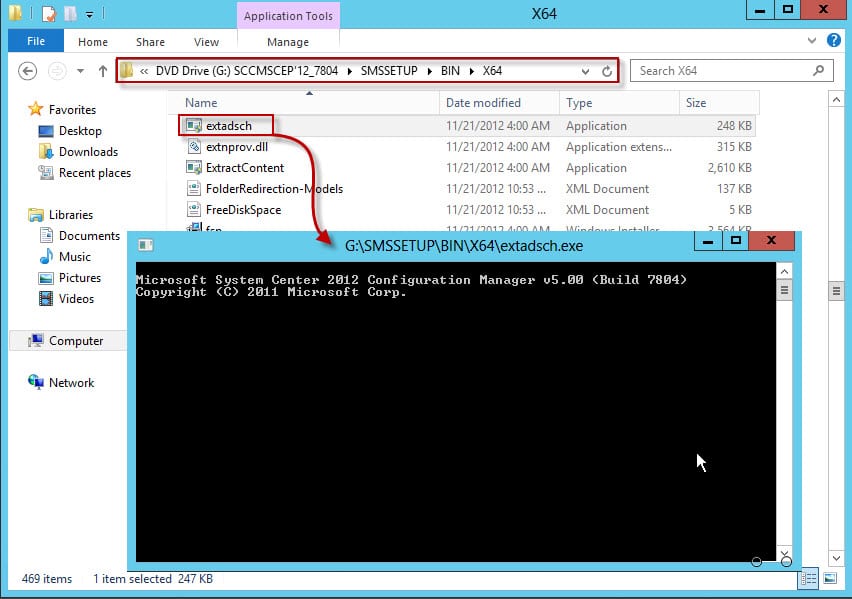 Application Tools
X64
File Home Share View Manage
« DVD Drive (G:) SCCMSCEP'12_7804 SMSSETUP BIN X64
Search X64
Name Date modified Type Size
Favorites
Desktop
Downloads
Recent places
Libraries
Documents
Music
Pictures
Videos
Computer
Network
extadsch 11/21/2012 4:00 AM Application 248 KB
extnprov.dll 11/21/2012 4:00 AM Application extens... 315 KB
ExtractContent 11/21/2012 4:00 AM Application 2,610 KB
FolderRedirection-Models 11/21/2012 10:53 ... XML Document 137 KB
FreeDiskSpace 11/21/2012 10:53 ... XML Document 5 KB
fsp 11/21/2012 4:00 AM Windows Installer 3,564 KB
G:\SMSSETUP\BIN\X64\extadsch.exe
Microsoft System Center 2012 Configuration Manager v5.00 (Build 7804)
Copyright (C) 2011 Microsoft Corp.
469 items 1 item selected 247 KB